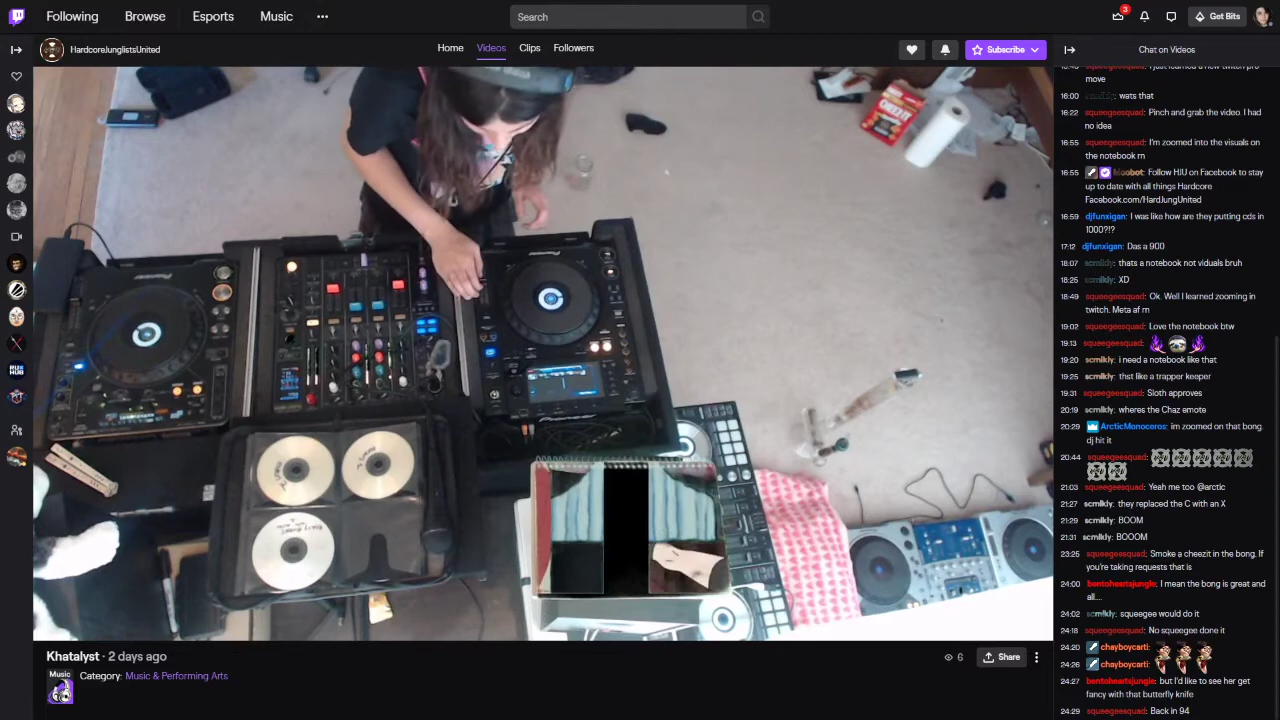 Following
Browse
Esports
Music
Search
3
Get Bits
HardcoreJunglistsUnited
Home
Videos
Clips
Followers
Subscribe
Chat on Videos
move
16:00 scmlkly: wats that
16:22 squeegeesquad: Pinch and grab the video. I had
no idea
16:55 squeegeesquad: I'm zoomed into the visuals on
the notebook rn
16:55 Moobot: Follow HJU on Facebook to stay
up to date with all things Hardcore
Facebook.com/HardJungUnited
16:59 djfunxigan: I was like how are they putting cds in
1000?!?
17:12 djfunxigan: Das a 900
18:07 scmlkly: thats a notebook not viduals bruh
18:25 scmlkly: XD
18:49 squeegeesquad: Ok. Well I learned zooming in
twitch. Meta af rn
19:02 squeegeesquad: Love the notebook btw
19:13 squeegeesquad:
19:20 scmlkly: i need a notebook like that
19:25 scmlkly: thst like a trapper keeper
19:31 squeegeesquad: Sloth approves
20:19 scmlkly: wheres the Chaz emote
20:29 ArcticMonoceros: im zoomed on that bong.
dj hit it
20:44 squeegeesquad:
21:03 squeegeesquad: Yeah me too @arctic
21:27 scmlkly: they replaced the C with an X
21:29 scmlkly: BOOM
21:31 scmlkly: BOOOM
23:25 squeegeesquad: Smoke a cheezit in the bong. If
you're taking requests that is
24:00 bentoheartsjungle: I mean the bong is great and
all....
24:02 scmlkly: squeegee would do it
24:18 squeegeesquad: No squeegee done it
24:20 chayboycarti:
24:26 chayboycarti:
24:27 bentoheartsjungle: but I'd like to see her get
fancy with that butterfly knife
24:29 squeegeesquad: Back in 94
CHEEZ-IT
Pioneer
Khatalyst · 2 days ago
6
Share
Music
Category: Music & Performing Arts